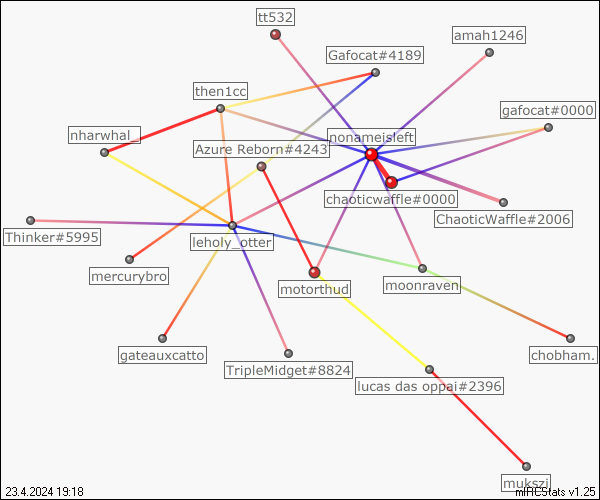 tt532
amah1246
Gafocat#4189
then1cc
gafocat#0000
nharwhal_
nonameisleft
Azure Reborn#4243
chaoticwaffle#0000
ChaoticWaffle#2006
Thinker#5995
leholy_otter
mercurybro
motorthud
moonraven
gateauxcatto
chobham.
TripleMidget#8824
lucas das oppai#2396
mukszi
23.4.2024 19:18
mIRCStats v1.25